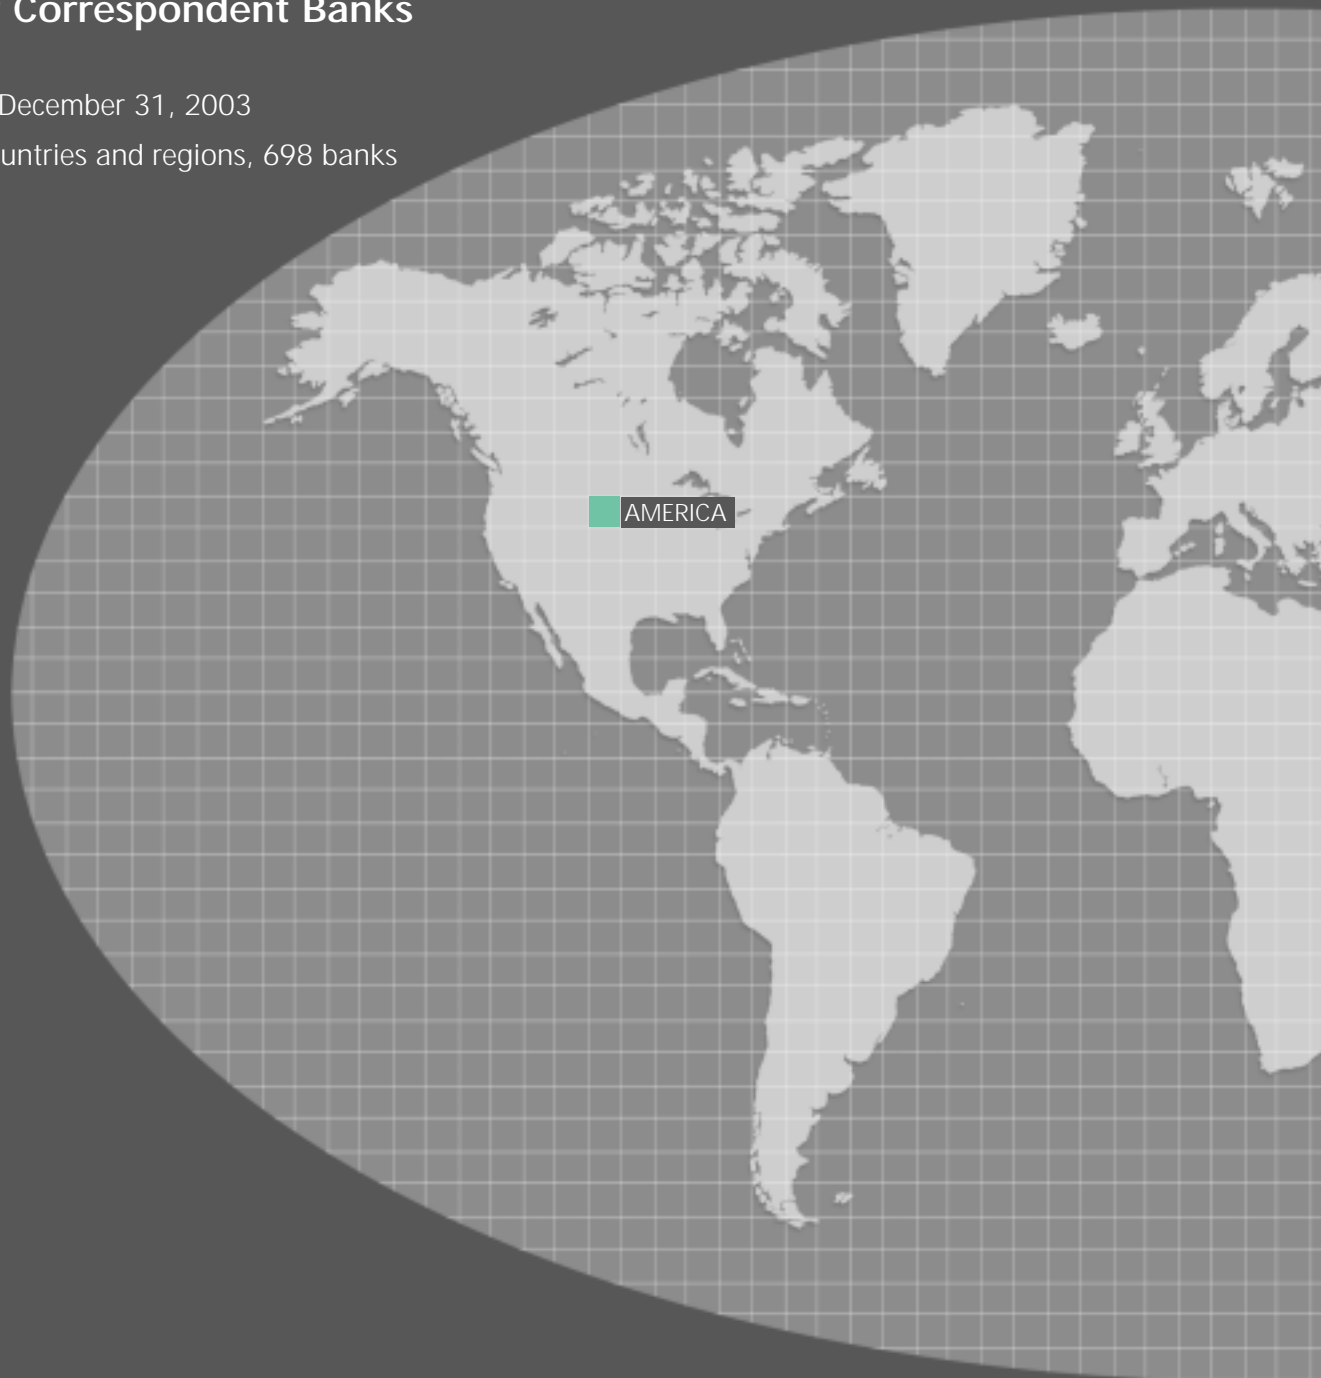 Correspondent Banks
December 31, 2003
untries and regions, 698 banks
AMERICA